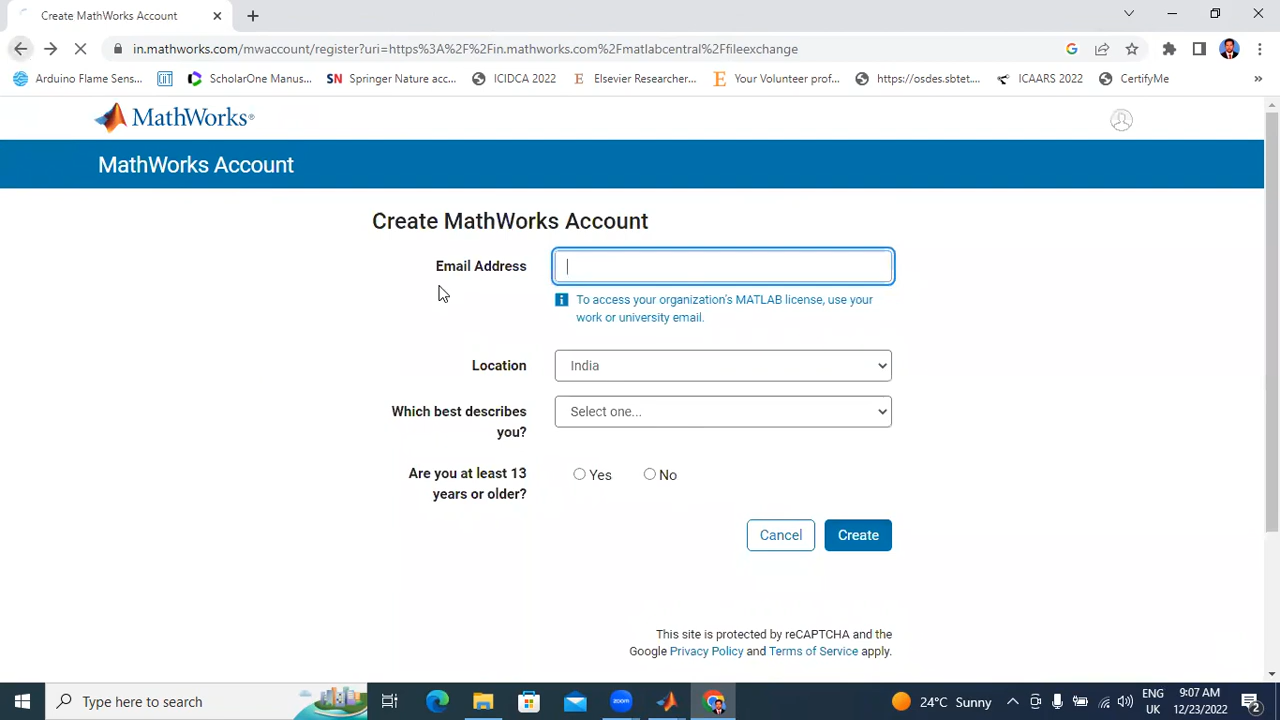 Create MathWorks Account
in.mathworks.com/mwaccount/register?uri=https%3A%2F%2Fin.mathworks.com%2Fmatlabcentral%2Ffileexchange
Arduino Flame Sens... ScholarOne Manus... SN Springer Nature acc... ICIDCA 2022 E Elsevier Researcher... E Your Volunteer prof... https://osdes.sbtet.... ICAARS 2022 CertifyMe »
MathWorks®
MathWorks Account
Create MathWorks Account
Email Address
To access your organization's MATLAB license, use your
work or university email.
Location India
Which best describes
you?
Select one...
Are you at least 13
years or older?
Yes No
Cancel Create
This site is protected by reCAPTCHA and the
Google Privacy Policy and Terms of Service apply.
Type here to search
zoom
24°C Sunny
ENG
UK
9:07 AM
12/23/2022
2